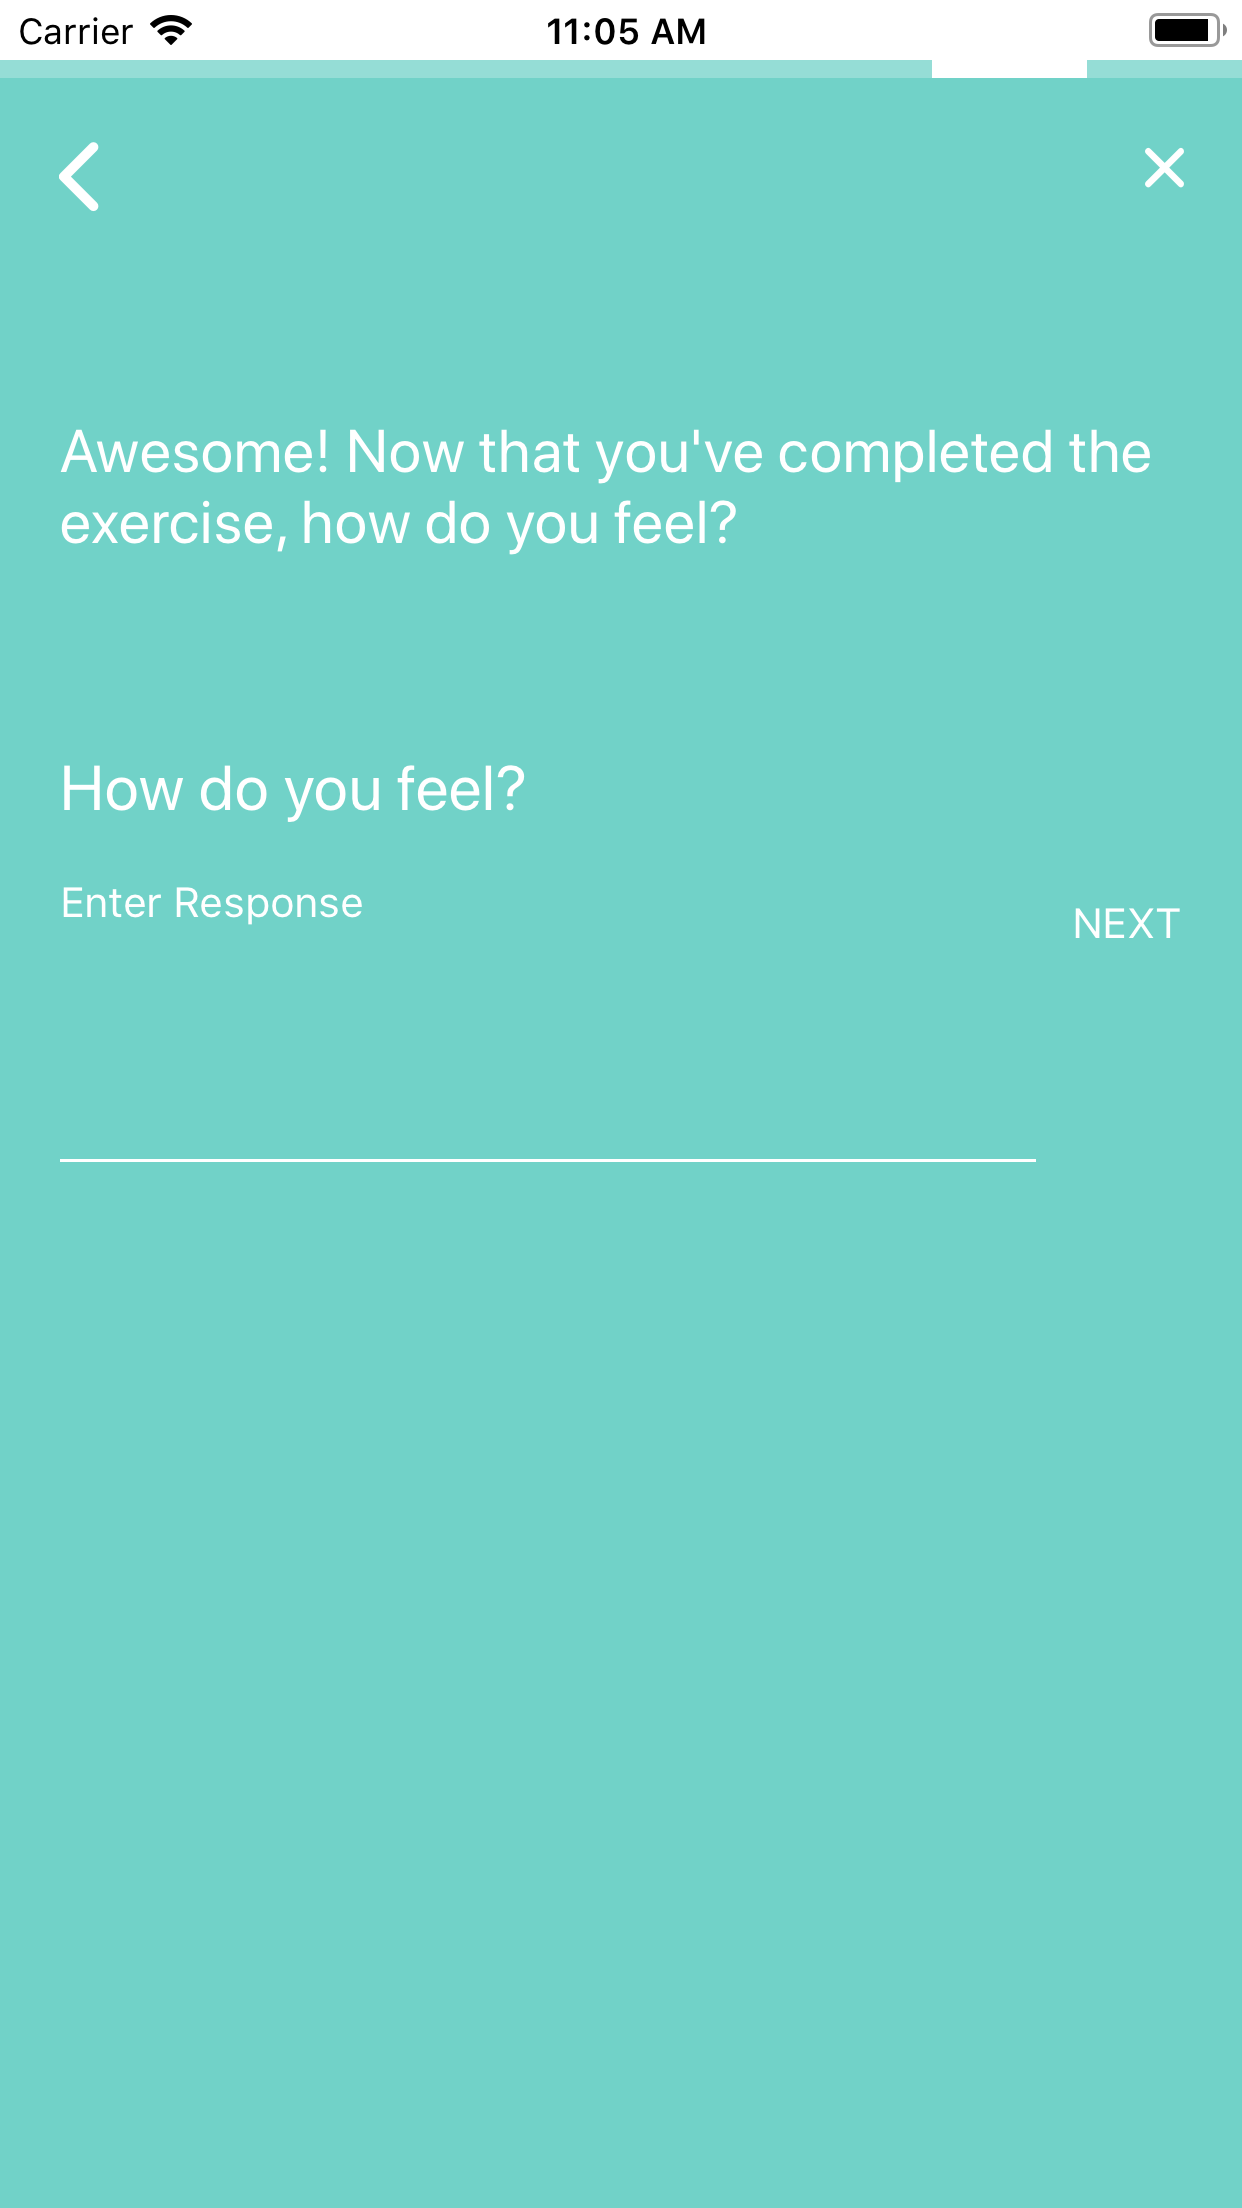 Carrier 11:05 AM
Awesome! Now that you've completed the
exercise, how do you feel?
How do you feel?
Enter Response
NEXT